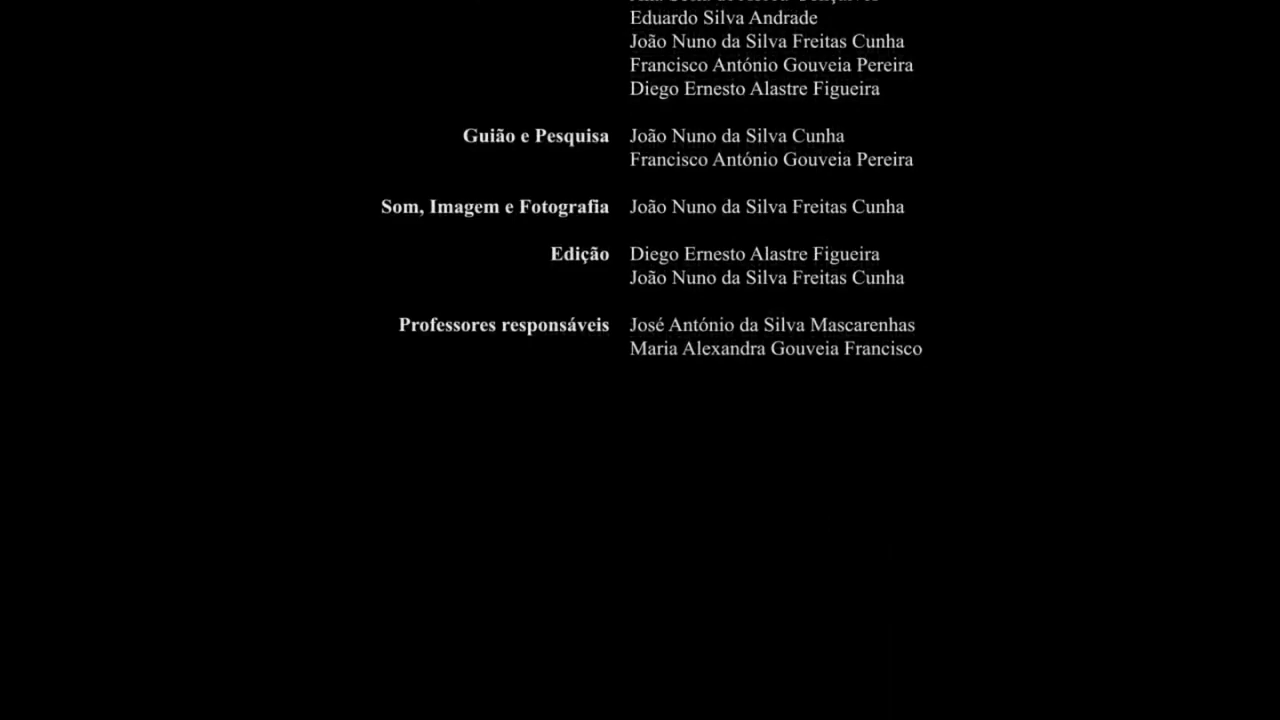 Eduardo Silva Andrade
João Nuno da Silva Freitas Cunha
Francisco António Gouveia Pereira
Diego Ernesto Alastre Figueira
Guião e Pesquisa João Nuno da Silva Cunha
Francisco António Gouveia Pereira
Som, Imagem e Fotografia João Nuno da Silva Freitas Cunha
Edição Diego Ernesto Alastre Figueira
João Nuno da Silva Freitas Cunha
Professores responsáveis José António da Silva Mascarenhas
Maria Alexandra Gouveia Francisco